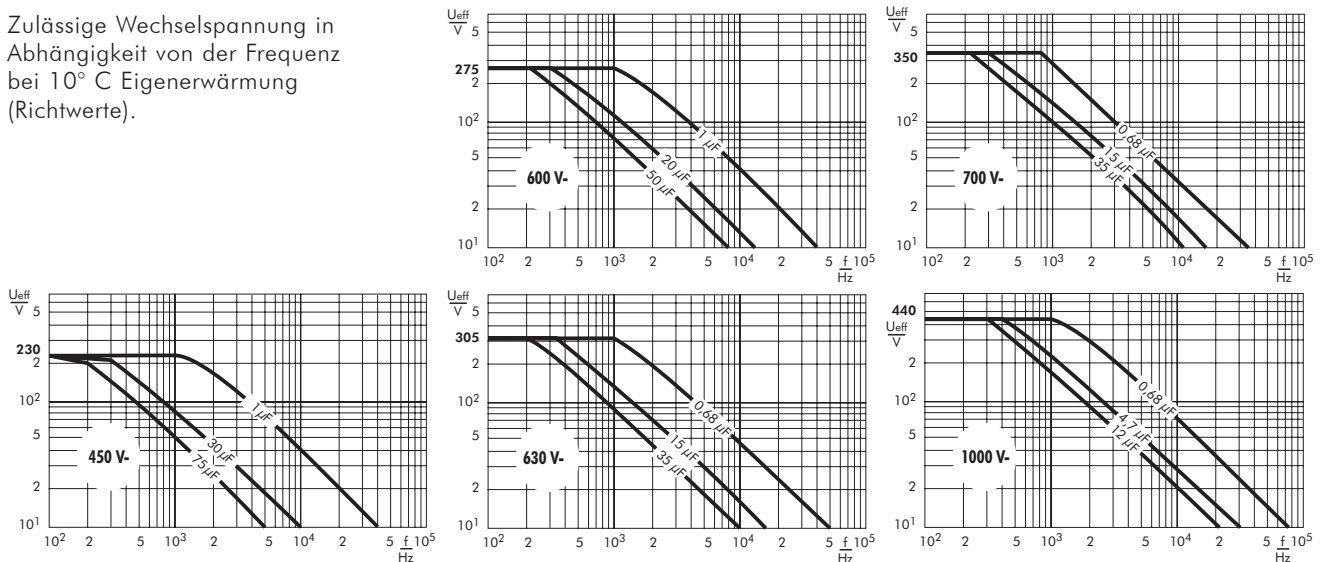 Zulässige Wechselspannung in
Abhängigkeit von der Frequenz
bei 10° C Eigenerwärmung
(Richtwerte).
Ueff
V
5
275
2
10²
5
2
10¹
600 V-
1 µF
20 µF
50 µF
10² 2 5 10³ 2 10⁴ 2 5 f 10⁵
Hz
Ueff
V
5
350
2
10²
5
2
10¹
700 V-
0,68 µF
15 µF
35 µF
10² 2 5 10³ 2 5 10⁴ 2 5 f 10⁵
Hz
Ueff
V
5
230
2
10²
5
2
10¹
450 V-
1 µF
30 µF
75 µF
10² 2 5 10³ 2 5 10⁴ 2 5 f 10⁵
Hz
Ueff
V
5
305
2
10²
5
2
10¹
630 V-
0,68 µF
15 µF
35 µF
10² 2 5 10³ 2 5 10⁴ 2 5 f 10⁵
Hz
440
Ueff
V
2
10²
5
2
10¹
1000 V-
0,68 µF
4,7 µF
12 µF
10² 2 5 10³ 2 5 10⁴ 2 5 f 10⁵
Hz